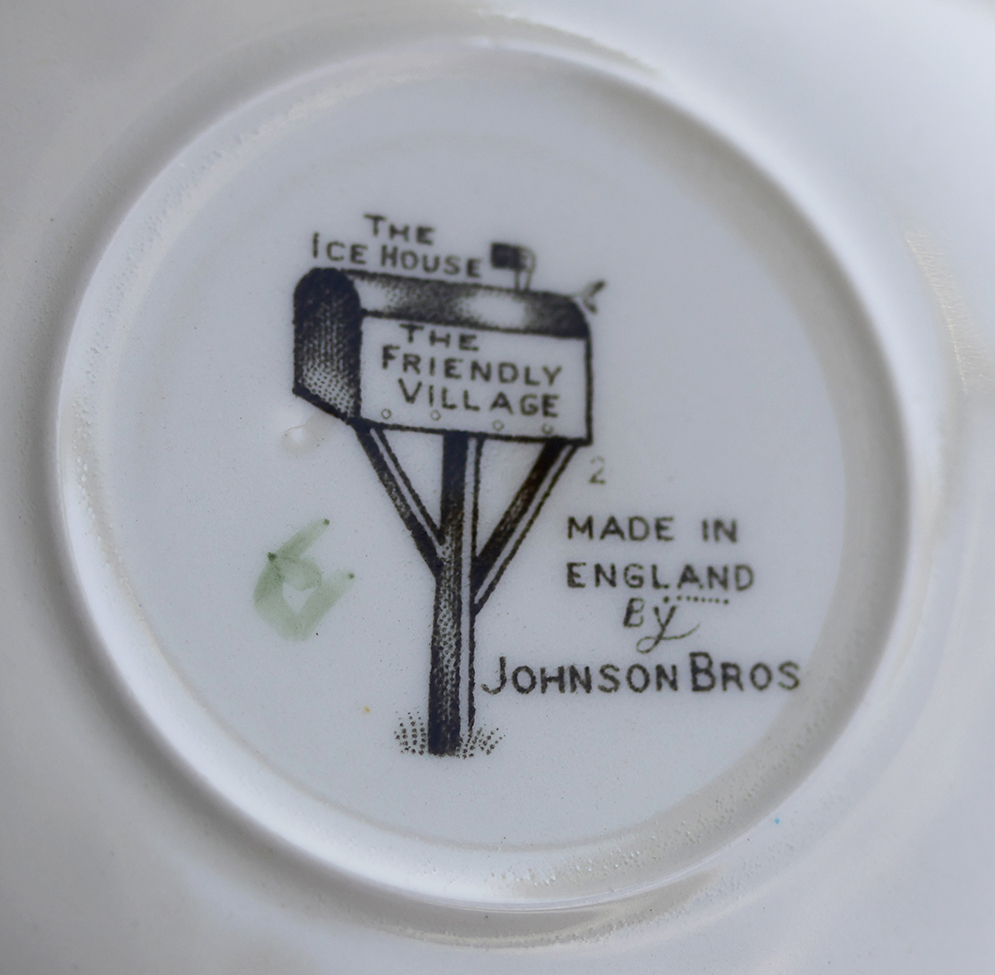 THE
ICE HOUSE
THE
FRIENDLY
VILLAGE
2
MADE IN
ENGLAND
By
JOHNSON BROS